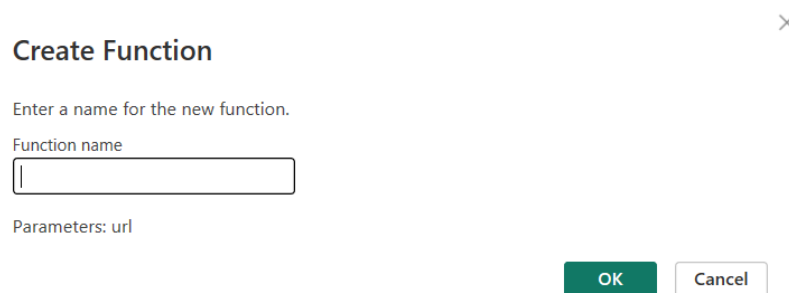 Create Function
Enter a name for the new function.
Function name
Parameters: url
OK Cancel